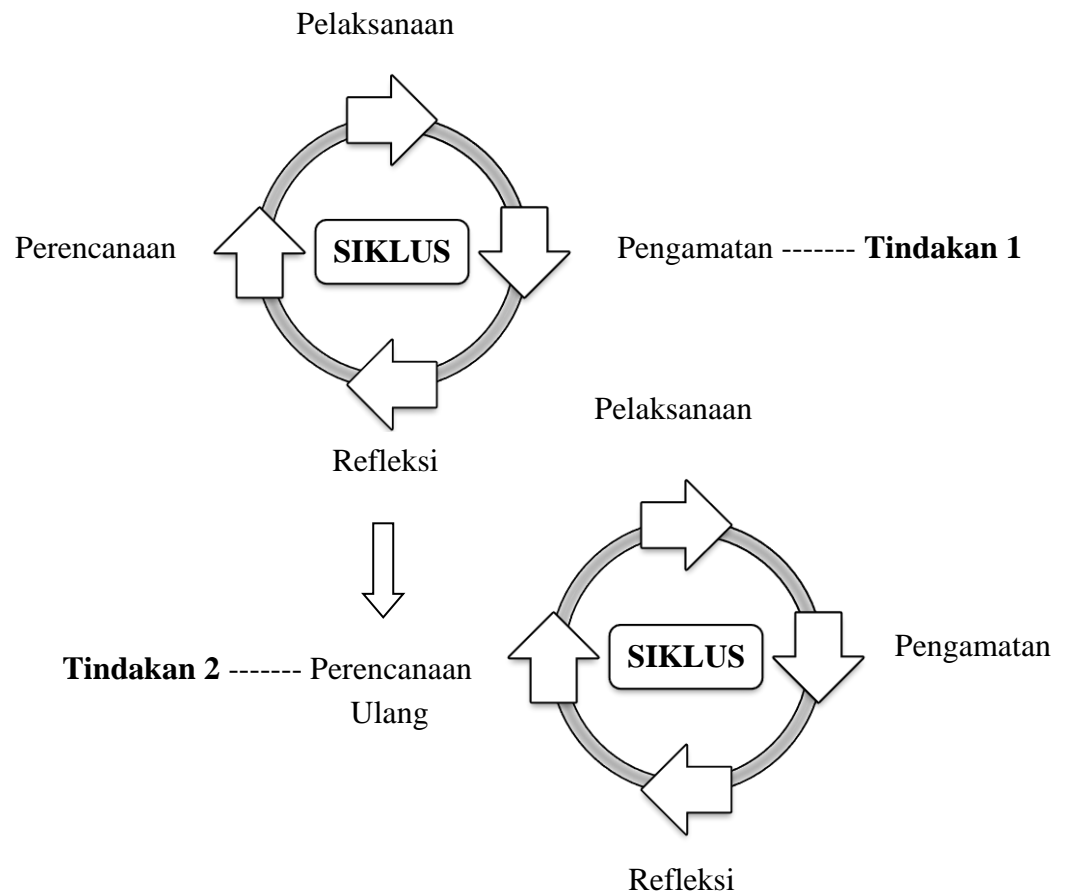 Pelaksanaan
Perencanaan
SIKLUS
Pengamatan ------- Tindakan 1
Refleksi
Pelaksanaan
Tindakan 2 ------- Perencanaan
Ulang
SIKLUS
Pengamatan
Refleksi